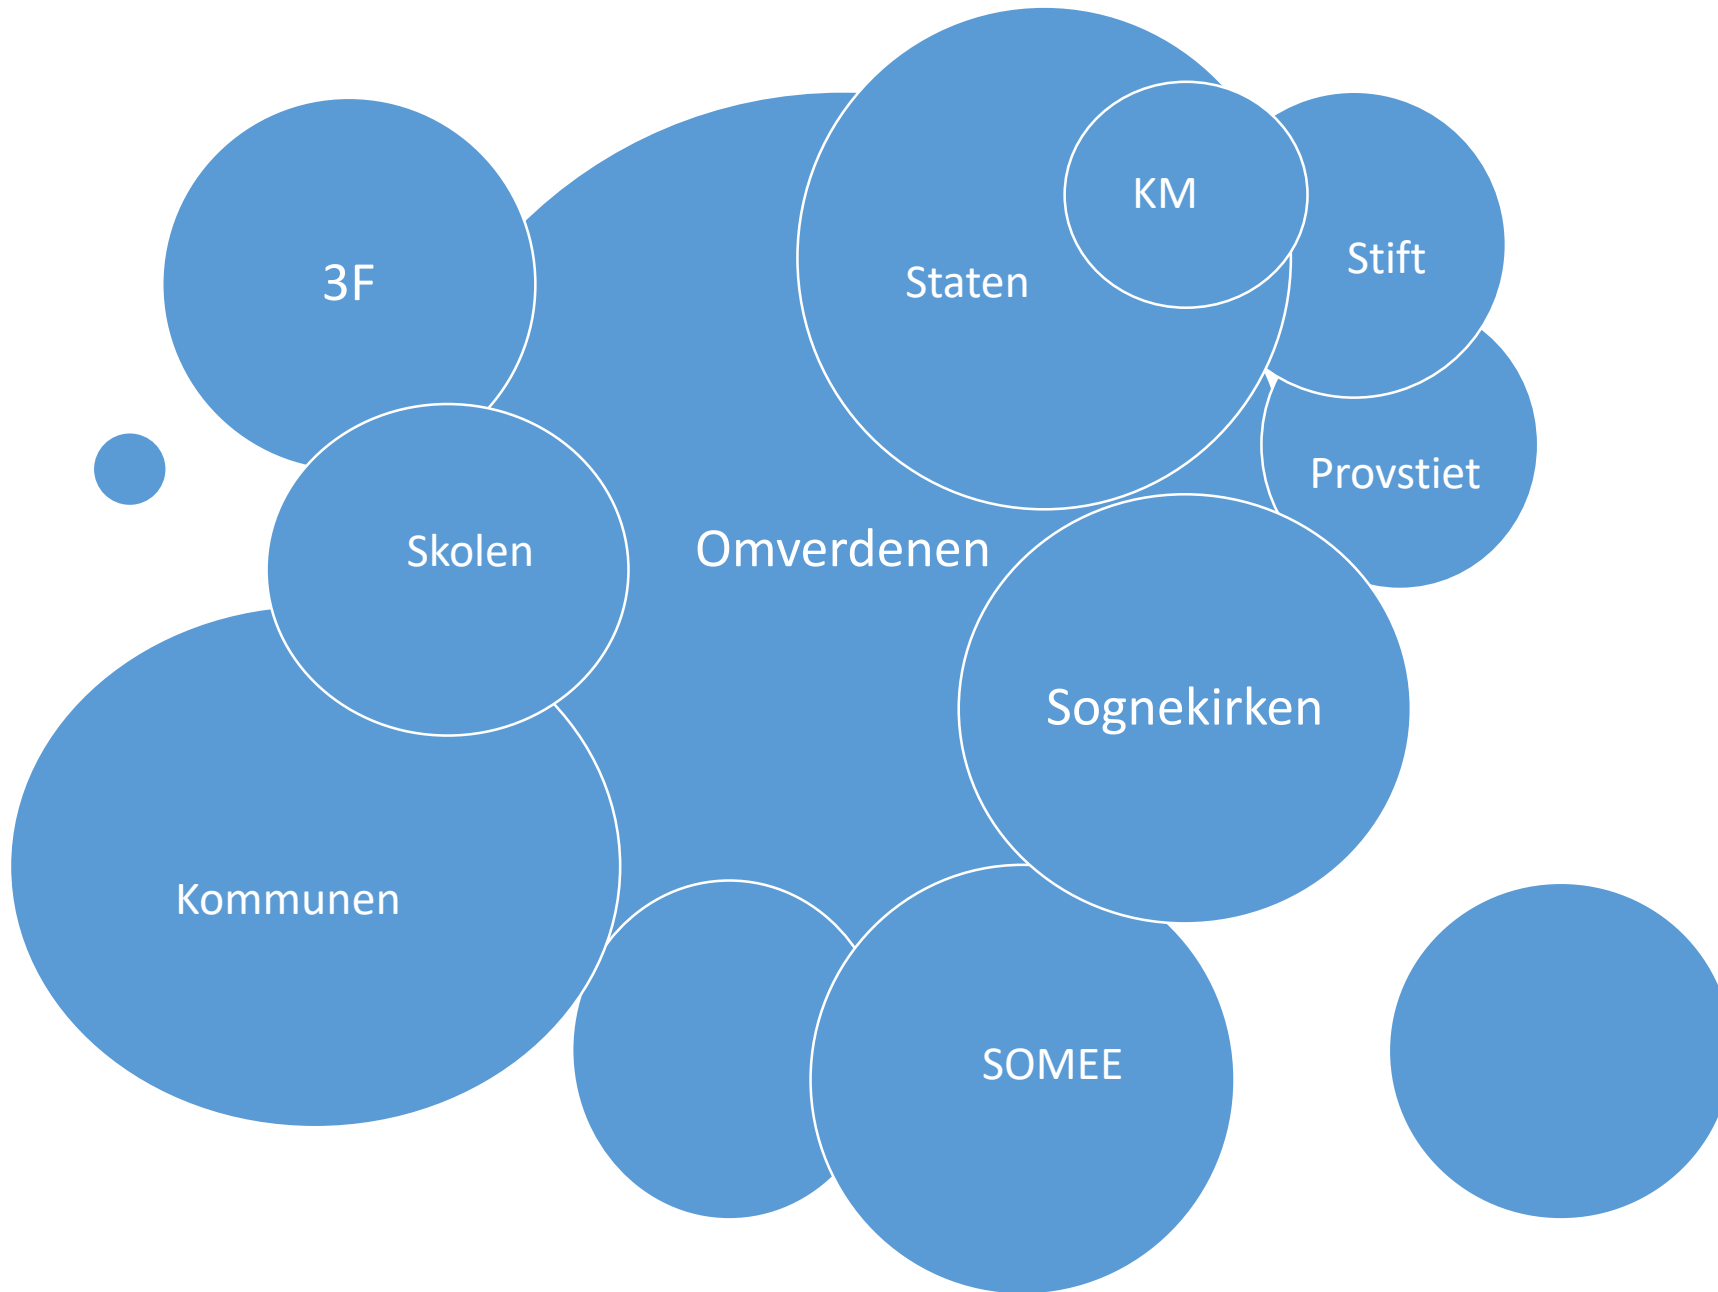 KM
Stift
3F
Staten
Provstiet
Skolen
Omverdenen
Sognekirken
Kommunen
SOMEE